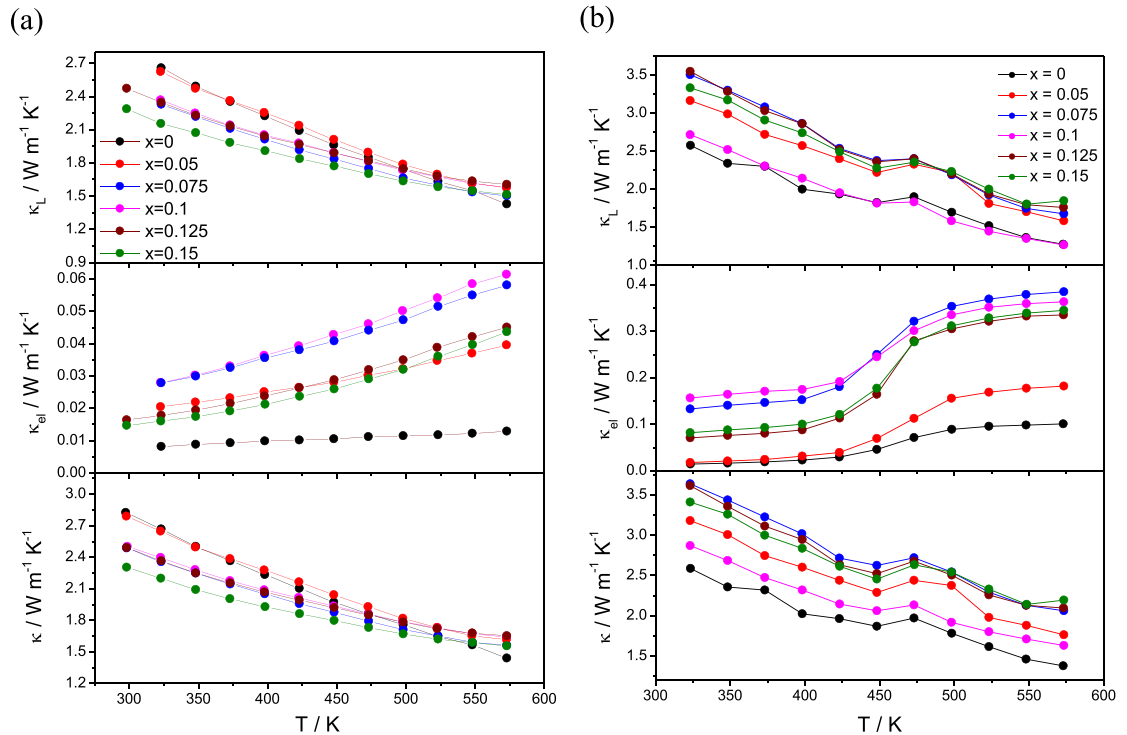 (a)
κL / W m-1 K-1
2.7
2.4
2.1
1.8
1.5
1.2
0.9
x=0
x=0.05
x=0.075
x=0.1
x=0.125
x=0.15
κel / W m-1 K-1
0.06
0.05
0.04
0.03
0.02
0.01
0.00
κ / W m-1 K-1
3.0
2.7
2.4
2.1
1.8
1.5
1.2
300
350
400
450
500
550
600
T / K
(b)
κL / W m-1 K-1
3.5
3.0
2.5
2.0
1.5
1.0
x = 0
x = 0.05
x = 0.075
x = 0.1
x = 0.125
x = 0.15
κel / W m-1 K-1
0.4
0.3
0.2
0.1
0.0
κ / W m-1 K-1
3.5
3.0
2.5
2.0
1.5
300
350
400
450
500
550
600
T / K